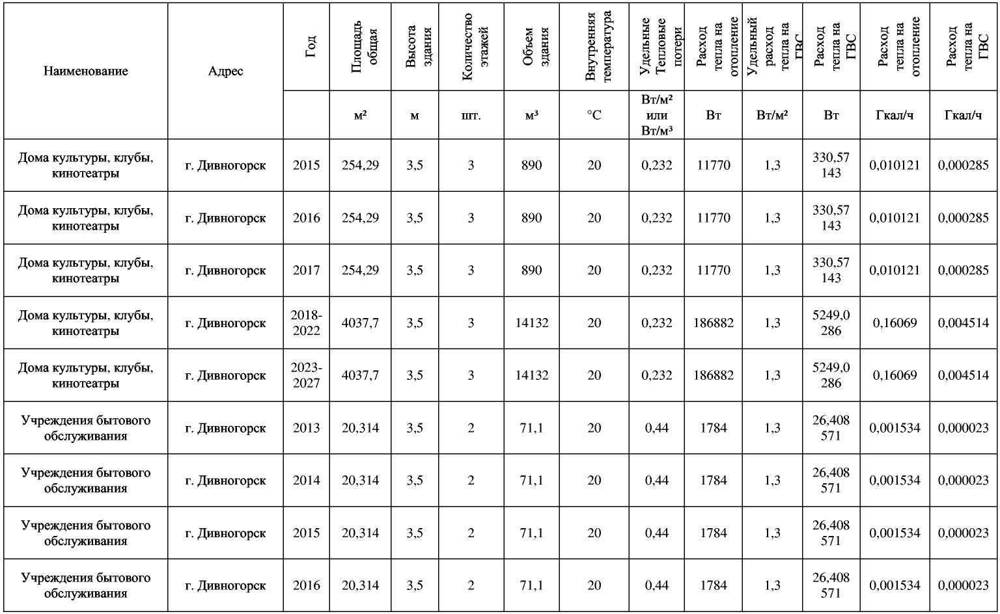 Наименование
Адрес
Год
Площадь
общая
Высота
здания
Количество
этажей
Объем
здания
Внутренняя
температура
Удельные
Тепловые
потери
Расход
тепла на
отопление
Удельный
расход
тепла на
ГВС
Расход
тепла на
ГВС
Расход
тепла на
отопление
Расход
тепла на
ГВС
м²
м
шт.
м³
°С
Вт/м²
или
Вт/м³
Вт
Вт/м²
Вт
Гкал/ч
Гкал/ч
Дома культуры, клубы,
кинотеатры
г. Дивногорск
2015
254,29
3,5
3
890
20
0,232
11770
1,3
330,57
143
0,010121
0,000285
Дома культуры, клубы,
кинотеатры
г. Дивногорск
2016
254,29
3,5
3
890
20
0,232
11770
1,3
330,57
143
0,010121
0,000285
Дома культуры, клубы,
кинотеатры
г. Дивногорск
2017
254,29
3,5
3
890
20
0,232
11770
1,3
330,57
143
0,010121
0,000285
Дома культуры, клубы,
кинотеатры
г. Дивногорск
2018-
2022
4037,7
3,5
3
14132
20
0,232
186882
1,3
5249,0
286
0,16069
0,004514
Дома культуры, клубы,
кинотеатры
г. Дивногорск
2023-
2027
4037,7
3,5
3
14132
20
0,232
186882
1,3
5249,0
286
0,16069
0,004514
Учреждения бытового
обслуживания
г. Дивногорск
2013
20,314
3,5
2
71,1
20
0,44
1784
1,3
26,408
571
0,001534
0,000023
Учреждения бытового
обслуживания
г. Дивногорск
2014
20,314
3,5
2
71,1
20
0,44
1784
1,3
26,408
571
0,001534
0,000023
Учреждения бытового
обслуживания
г. Дивногорск
2015
20,314
3,5
2
71,1
20
0,44
1784
1,3
26,408
571
0,001534
0,000023
Учреждения бытового
обслуживания
г. Дивногорск
2016
20,314
3,5
2
71,1
20
0,44
1784
1,3
26,408
571
0,001534
0,000023